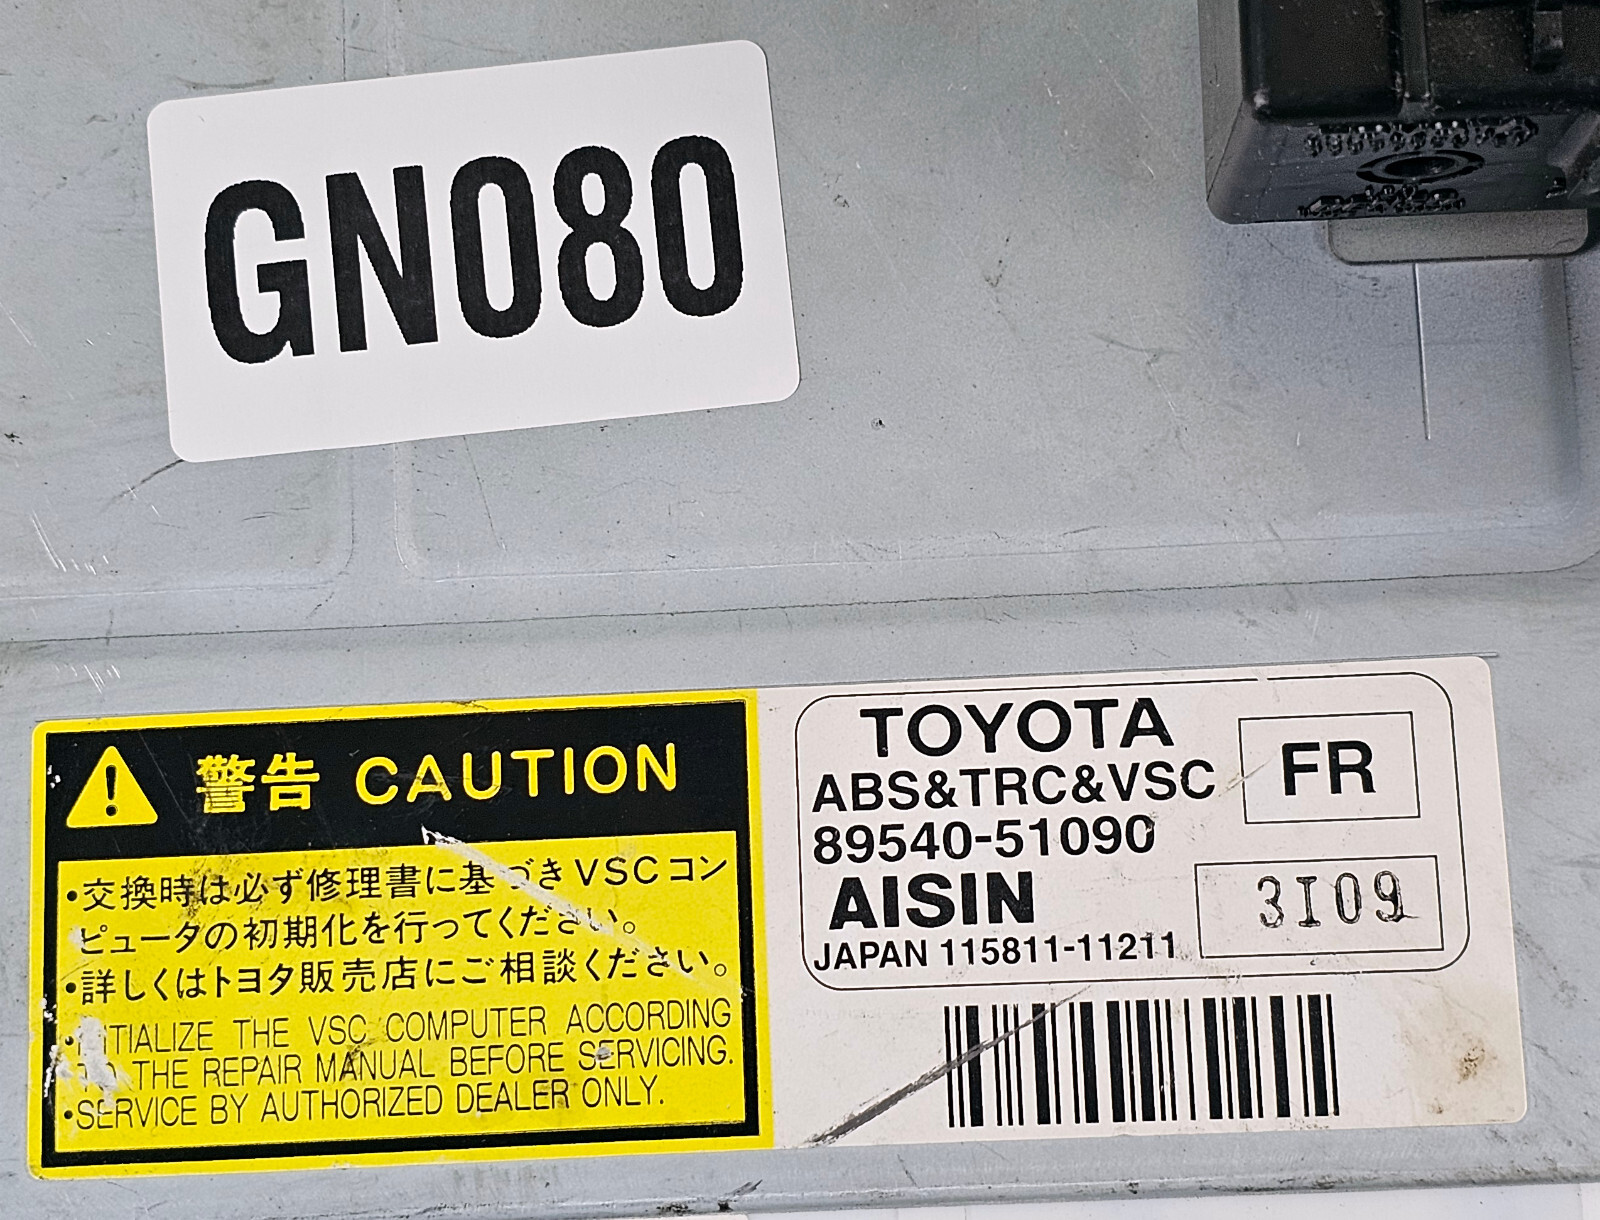 GN080
警告 CAUTION
・交換時は必ず修理書に基づきVSCコン
ピュータの初期化を行ってください。
・詳しくはトヨタ販売店にご相談ください。
・INITIALIZE THE VSC COMPUTER ACCORDING
TO THE REPAIR MANUAL BEFORE SERVICING.
・SERVICE BY AUTHORIZED DEALER ONLY.
TOYOTA
ABS&TRC&VSC
FR
89540-51090
AISIN
3I09
JAPAN 115811-11211